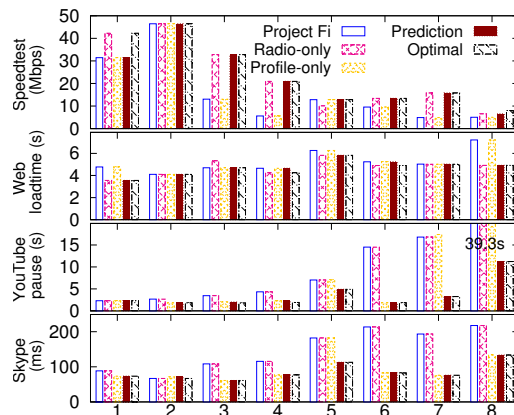 50
40
30
20
10
0
Speedtest
(Mbps)
Project Fi
Radio-only
Profile-only
Prediction
Optimal
8
6
4
2
0
Web
loadtime (s)
15
10
5
0
YouTube
pause (s)
39.3s
200
100
0
Skype
(ms)
1 2 3 4 5 6 7 8